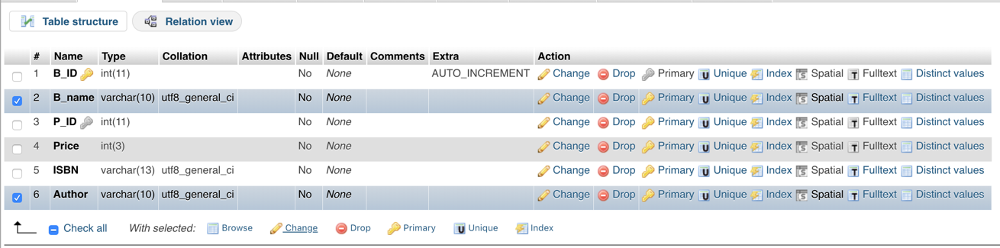 Table structure Relation view
# Name Type Collation Attributes Null Default Comments Extra Action
1 B_ID int(11) No None AUTO_INCREMENT Change Drop Primary Unique Index Spatial Fulltext Distinct values
2 B_name varchar(10) utf8_general_ci No None Change Drop Primary Unique Index Spatial Fulltext Distinct values
3 P_ID int(11) No None Change Drop Primary Unique Index Spatial Fulltext Distinct values
4 Price int(3) No None Change Drop Primary Unique Index Spatial Fulltext Distinct values
5 ISBN varchar(13) utf8_general_ci No None Change Drop Primary Unique Index Spatial Fulltext Distinct values
6 Author varchar(10) utf8_general_ci No None Change Drop Primary Unique Index Spatial Fulltext Distinct values
Check all With selected: Browse Change Drop Primary Unique Index